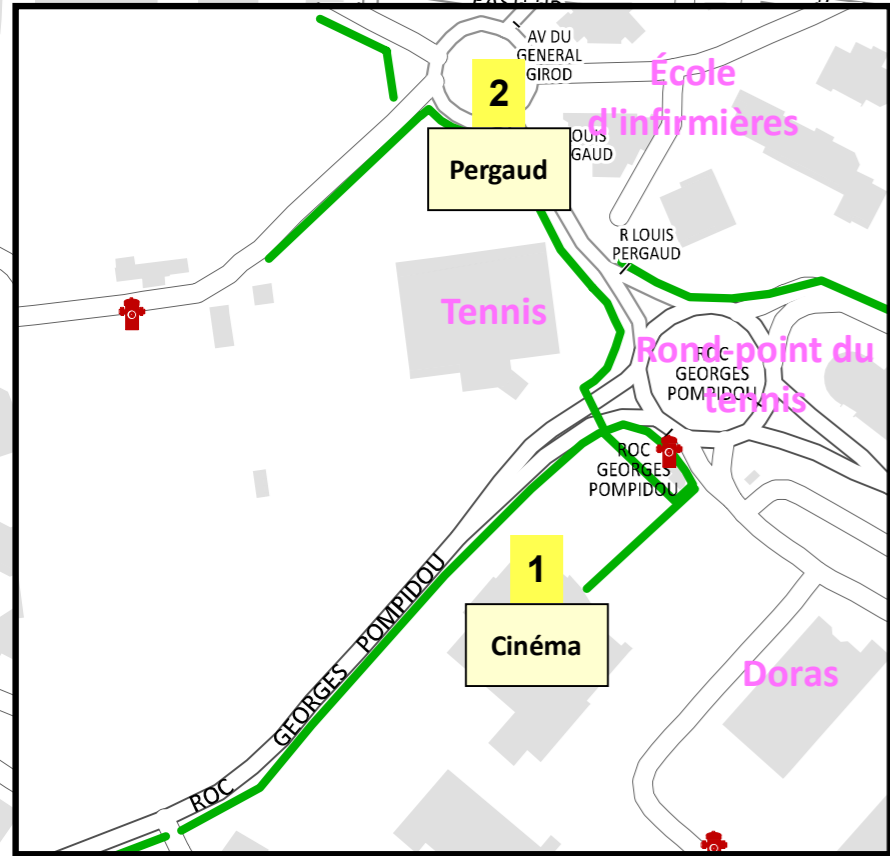 AV DU
GENERAL
GIROD
École
d'infirmières
2
Pergaud
R LOUIS
PERGAUD
Tennis
Rond-point du
tennis
ROC
GEORGES
POMPIDOU
ROC
GEORGES
POMPIDOU
1
Cinéma
Doras
ROC GEORGES POMPIDOU